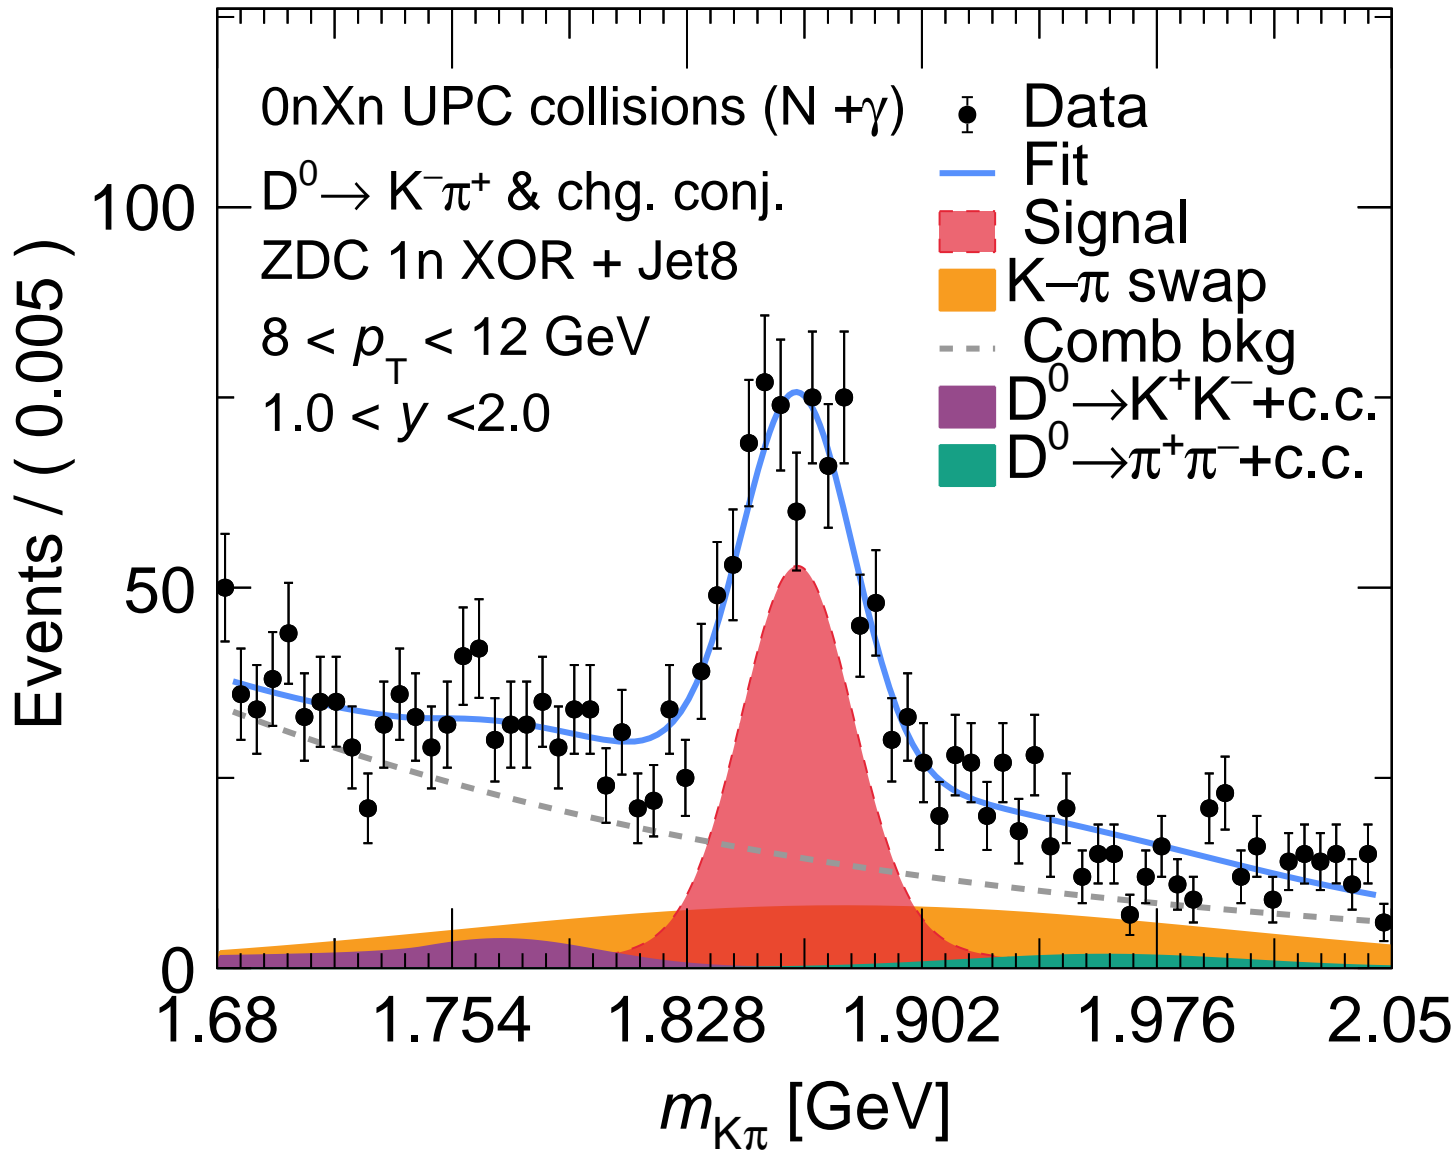 0nXn UPC collisions (N +γ)
D⁰→ K⁻π⁺ & chg. conj.
ZDC 1n XOR + Jet8
8 < p_T < 12 GeV
1.0 < y <2.0
Data
Fit
Signal
K−π swap
Comb bkg
D⁰→K⁺K⁻+c.c.
D⁰→π⁺π⁻+c.c.
Events / ( 0.005 )
100
50
0
1.68 1.754 1.828 1.902 1.976 2.05
m_Kπ [GeV]